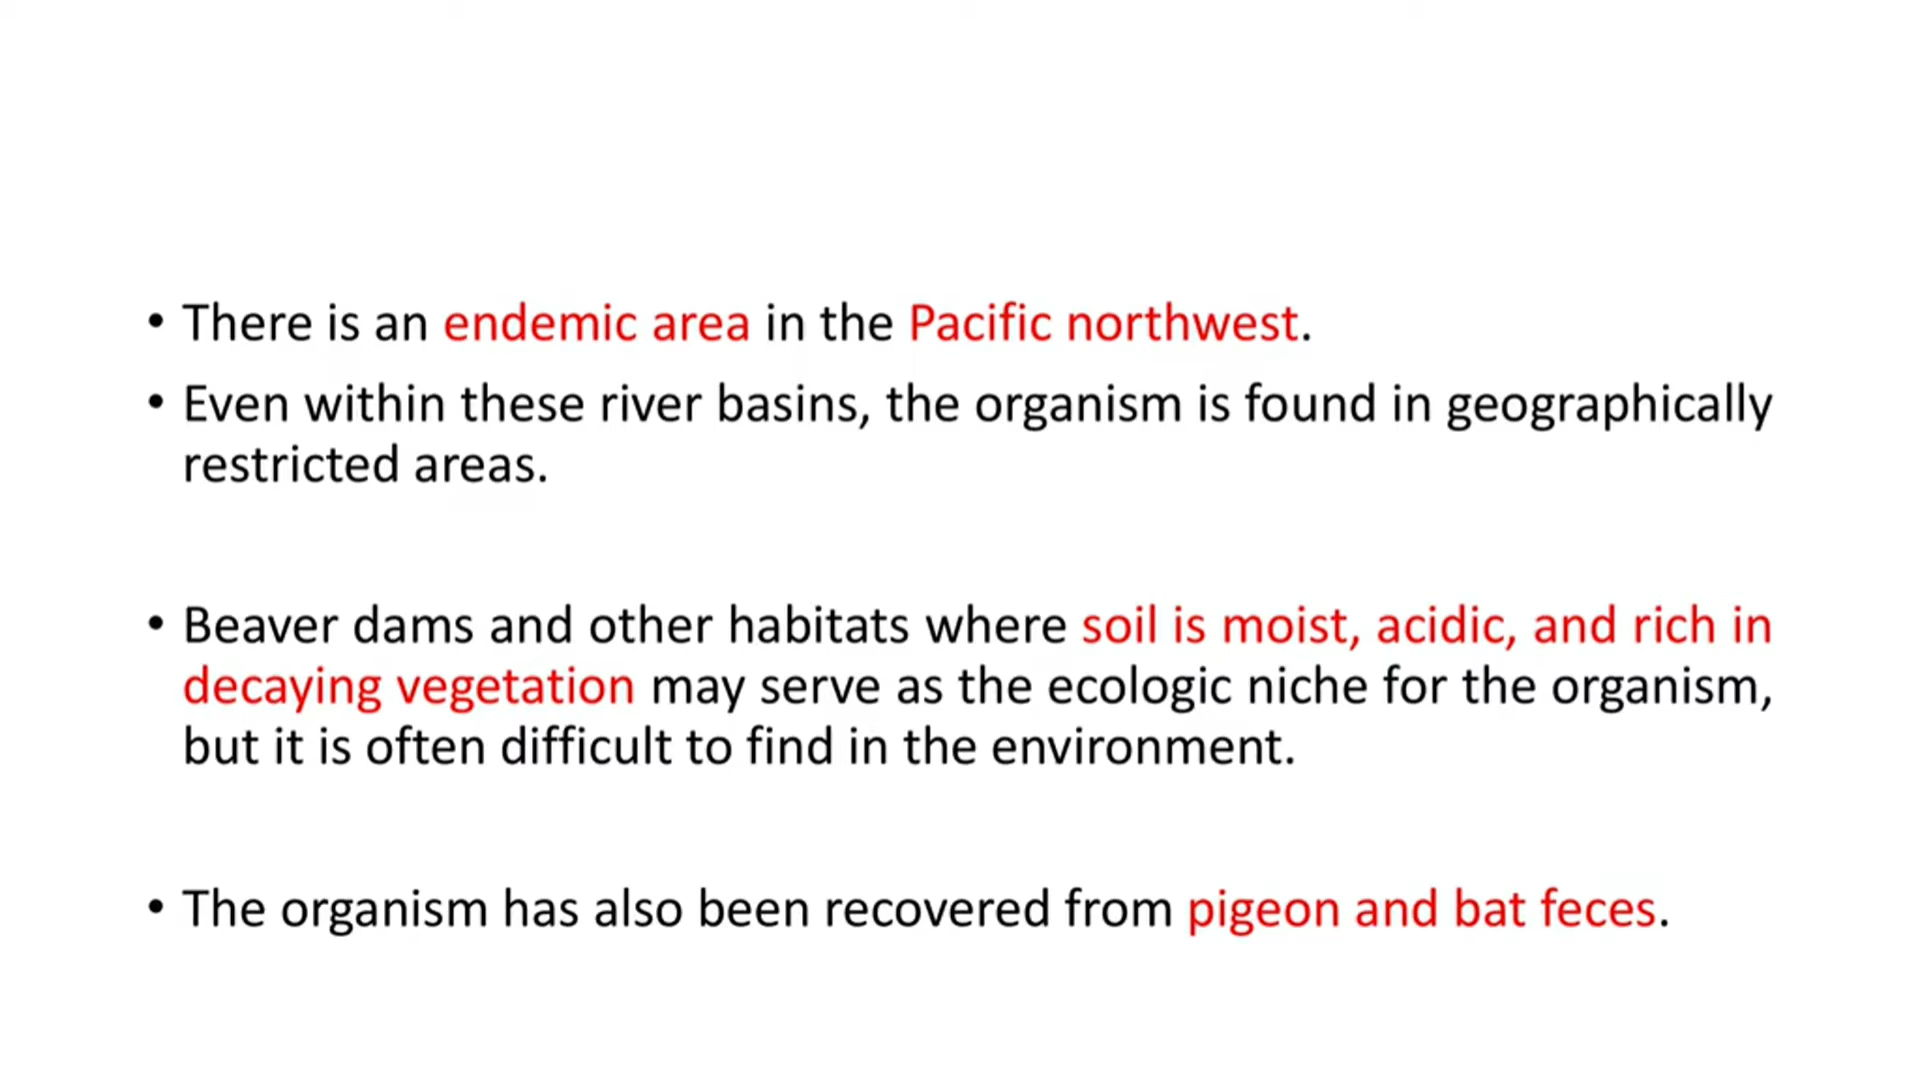 • There is an endemic area in the Pacific northwest.
• Even within these river basins, the organism is found in geographically
restricted areas.
• Beaver dams and other habitats where soil is moist, acidic, and rich in
decaying vegetation may serve as the ecologic niche for the organism,
but it is often difficult to find in the environment.
• The organism has also been recovered from pigeon and bat feces.